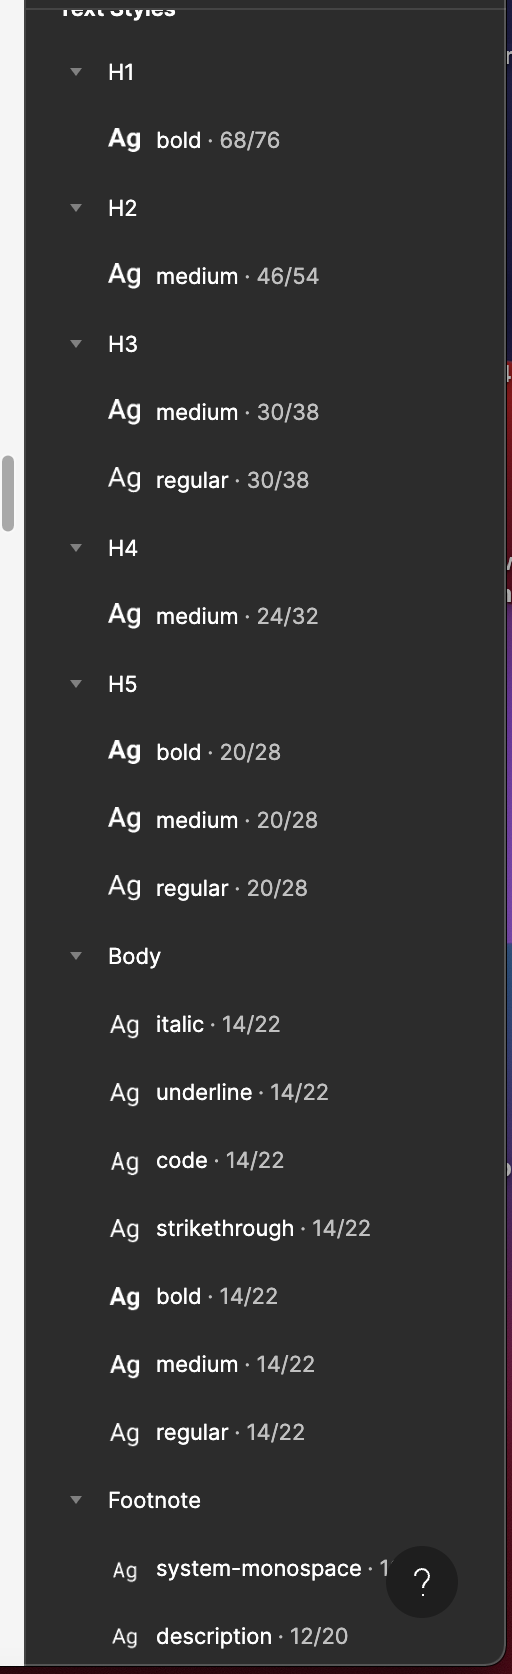 Text Styles
H1
Ag bold · 68/76
H2
Ag medium · 46/54
H3
Ag medium · 30/38
Ag regular · 30/38
H4
Ag medium · 24/32
H5
Ag bold · 20/28
Ag medium · 20/28
Ag regular · 20/28
Body
Ag italic · 14/22
Ag underline · 14/22
Ag code · 14/22
Ag strikethrough · 14/22
Ag bold · 14/22
Ag medium · 14/22
Ag regular · 14/22
Footnote
Ag system-monospace ·
?
Ag description · 12/20